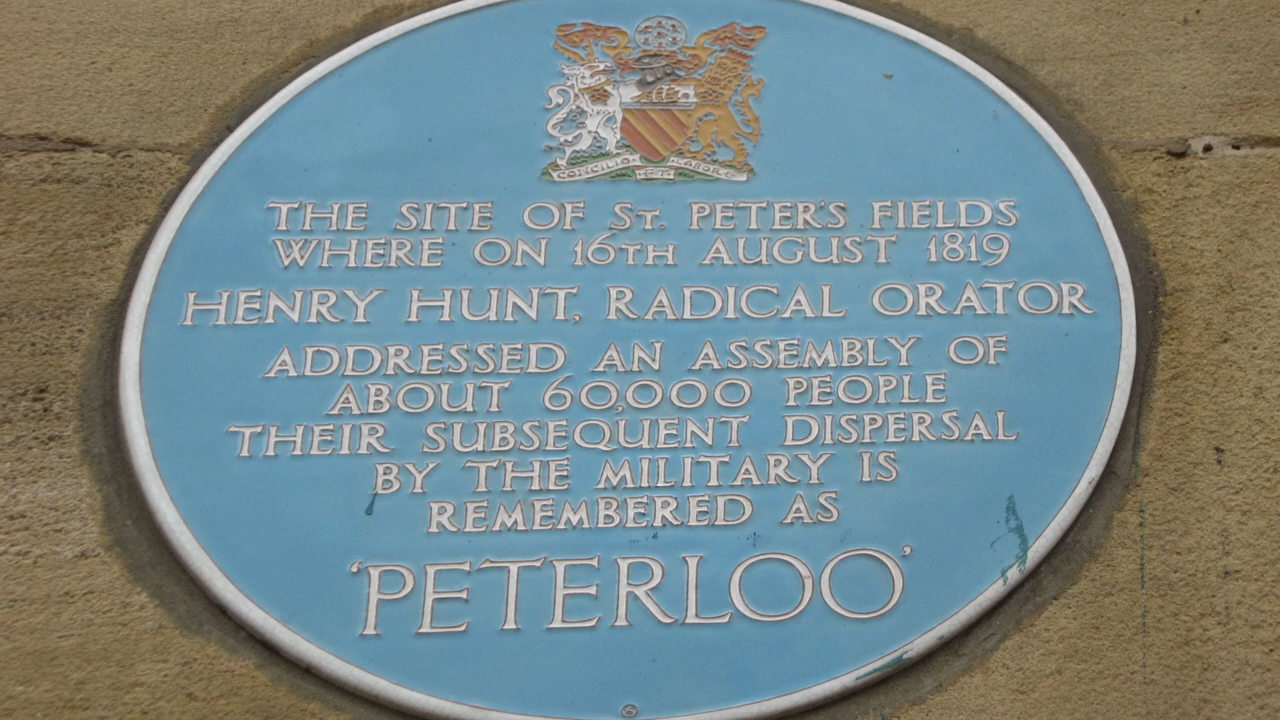 CONCILIO ET LABORE
THE SITE OF ST. PETER'S FIELDS
WHERE ON 16TH AUGUST 1819
HENRY HUNT, RADICAL ORATOR
ADDRESSED AN ASSEMBLY OF
ABOUT 60,000 PEOPLE
THEIR SUBSEQUENT DISPERSAL
BY THE MILITARY IS
REMEMBERED AS
'PETERLOO'